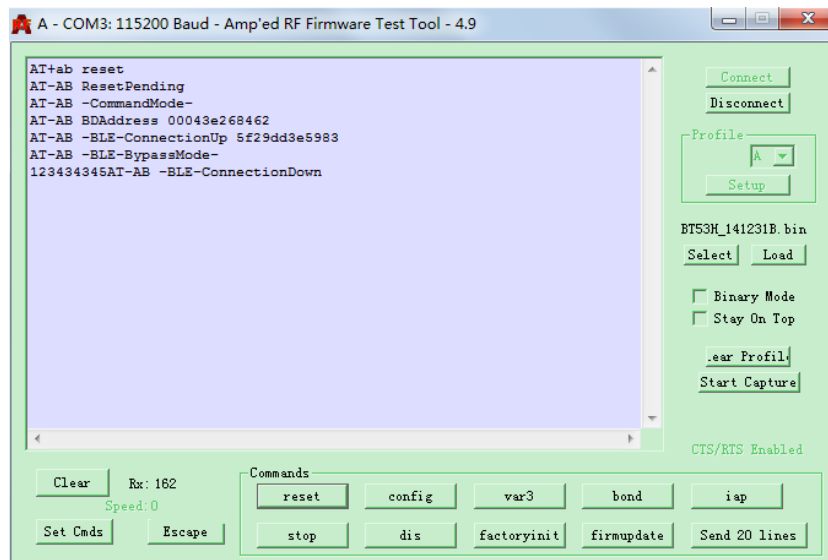 A - COM3: 115200 Baud - Amp'ed RF Firmware Test Tool - 4.9
AT+ab reset
AT-AB ResetPending
AT-AB -CommandMode-
AT-AB BDAddress 00043e268462
AT-AB -BLE-ConnectionUp 5f29dd3e5983
AT-AB -BLE-BypassMode-
123434345AT-AB -BLE-ConnectionDown
Connect
Disconnect
Profile
A
Setup
BT53H_141231B.bin
Select Load
Binary Mode
Stay On Top
.ear Profil
Start Capture
CTS/RTS Enabled
Clear Rx: 162
Speed:0
Set Cmds Escape
Commands
reset config var3 bond iap
stop dis factoryinit firmupdate Send 20 lines